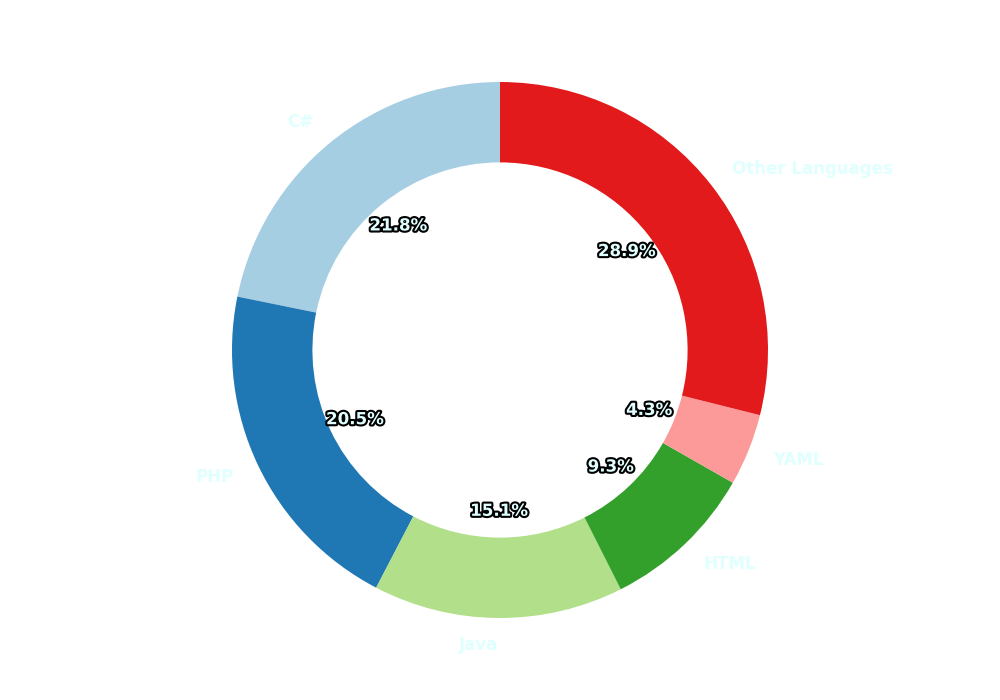 C#
Other Languages
21.8%
28.9%
4.3%
20.5%
YAML
9.3%
PHP
15.1%
HTML
Java